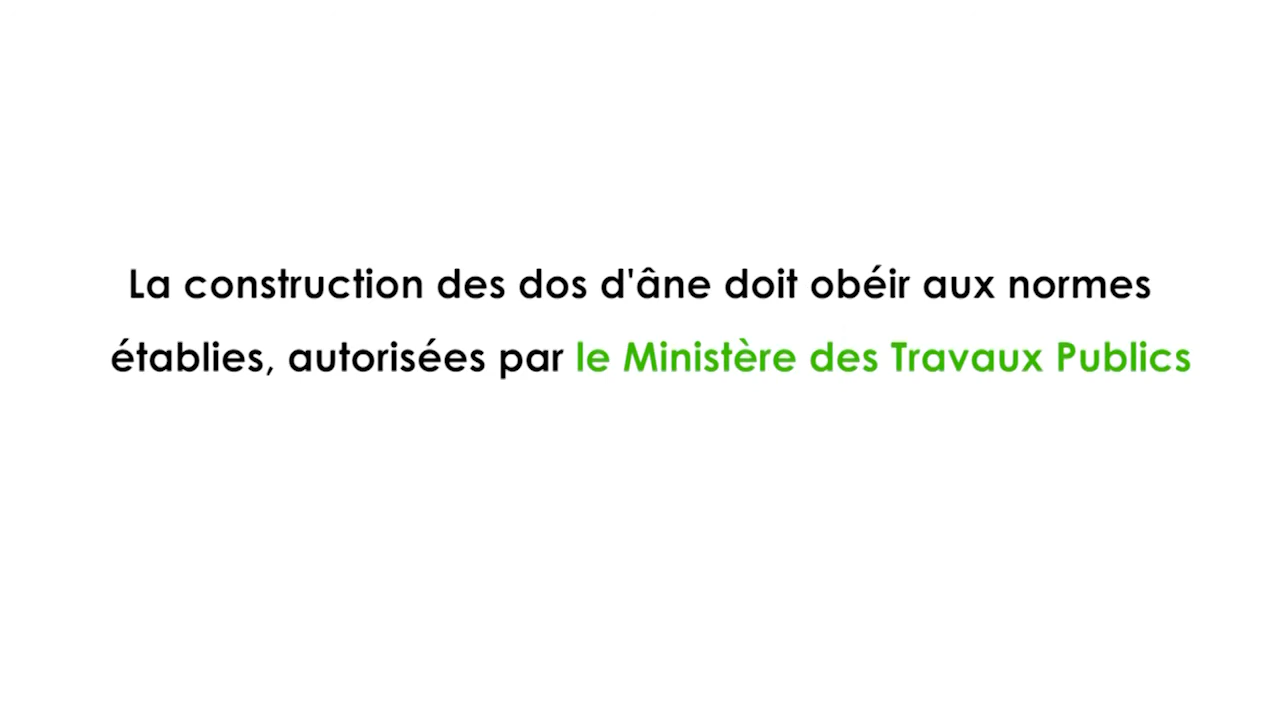 La construction des dos d'âne doit obéir aux normes
établies, autorisées par le Ministère des Travaux Publics